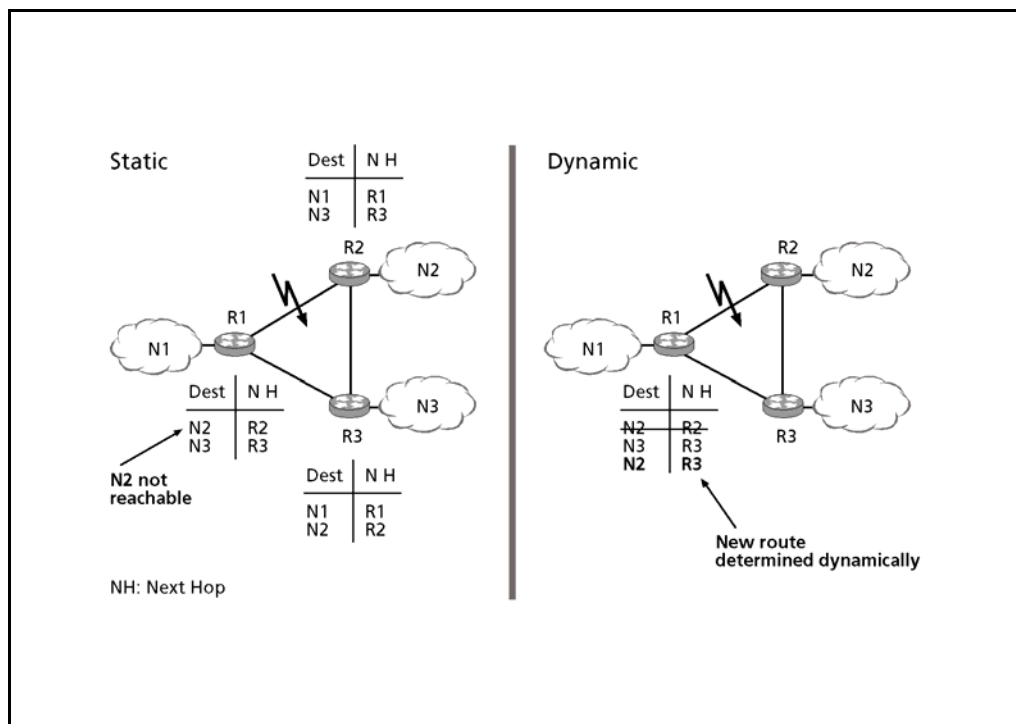 Static
Dest N H
N1 R1
N3 R3
R2
N2
R1
N1
Dest N H
N2 R2
N3 R3
N3
R3
N2 not
reachable
Dest N H
N1 R1
N2 R2
NH: Next Hop
Dynamic
R2
N2
R1
N1
Dest N H
N2 R2
N3 R3
N2 R3
N3
R3
New route
determined dynamically